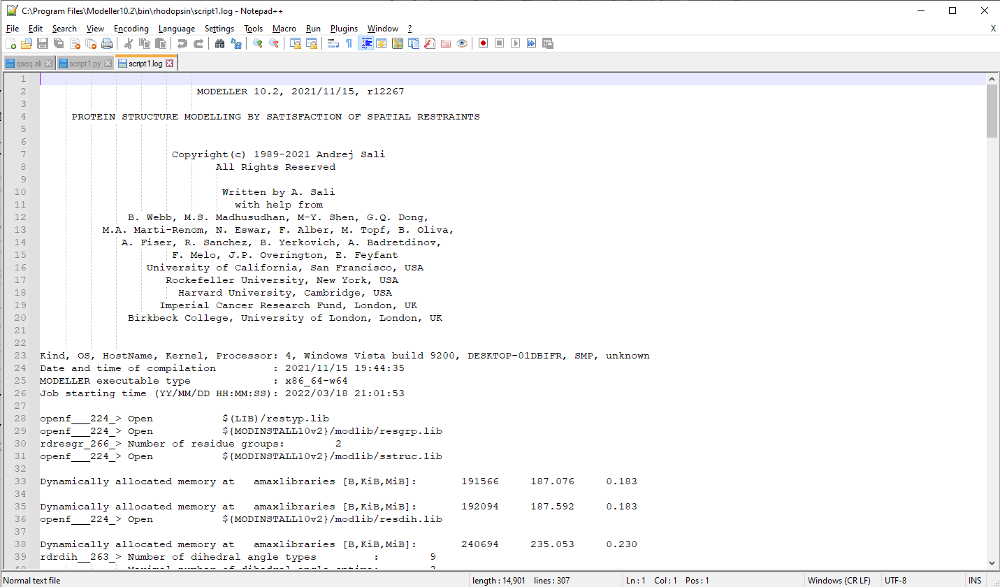 C:\Program Files\Modeller10.2\bin\rhodopsin\script1.log - Notepad++
File Edit Search View Encoding Language Settings Tools Macro Run Plugins Window ? X
qseq.ali script1.py script1.log
1
2 MODELLER 10.2, 2021/11/15, r12267
3
4 PROTEIN STRUCTURE MODELLING BY SATISFACTION OF SPATIAL RESTRAINTS
5
6
7 Copyright(c) 1989-2021 Andrej Sali
8 All Rights Reserved
9
10 Written by A. Sali
11 with help from
12 B. Webb, M.S. Madhusudhan, M-Y. Shen, G.Q. Dong,
13 M.A. Marti-Renom, N. Eswar, F. Alber, M. Topf, B. Oliva,
14 A. Fiser, R. Sanchez, B. Yerkovich, A. Badretdinov,
15 F. Melo, J.P. Overington, E. Feyfant
16 University of California, San Francisco, USA
17 Rockefeller University, New York, USA
18 Harvard University, Cambridge, USA
19 Imperial Cancer Research Fund, London, UK
20 Birkbeck College, University of London, London, UK
21
22
23 Kind, OS, HostName, Kernel, Processor: 4, Windows Vista build 9200, DESKTOP-01DBIFR, SMP, unknown
24 Date and time of compilation : 2021/11/15 19:44:35
25 MODELLER executable type : x86_64-w64
26 Job starting time (YY/MM/DD HH:MM:SS): 2022/03/18 21:01:53
27
28 openf___224_> Open $(LIB)/restyp.lib
29 openf___224_> Open ${MODINSTALL10v2}/modlib/resgrp.lib
30 rdresgr_266_> Number of residue groups: 2
31 openf___224_> Open ${MODINSTALL10v2}/modlib/sstruc.lib
32
33 Dynamically allocated memory at amaxlibraries [B,KiB,MiB]: 191566 187.076 0.183
34
35 Dynamically allocated memory at amaxlibraries [B,KiB,MiB]: 192094 187.592 0.183
36 openf___224_> Open ${MODINSTALL10v2}/modlib/resdih.lib
37
38 Dynamically allocated memory at amaxlibraries [B,KiB,MiB]: 240694 235.053 0.230
39 rdrdih__263_> Number of dihedral angle types : 9
Normal text file length : 14,901 lines : 307 Ln : 1 Col : 1 Pos : 1 Windows (CR LF) UTF-8 INS